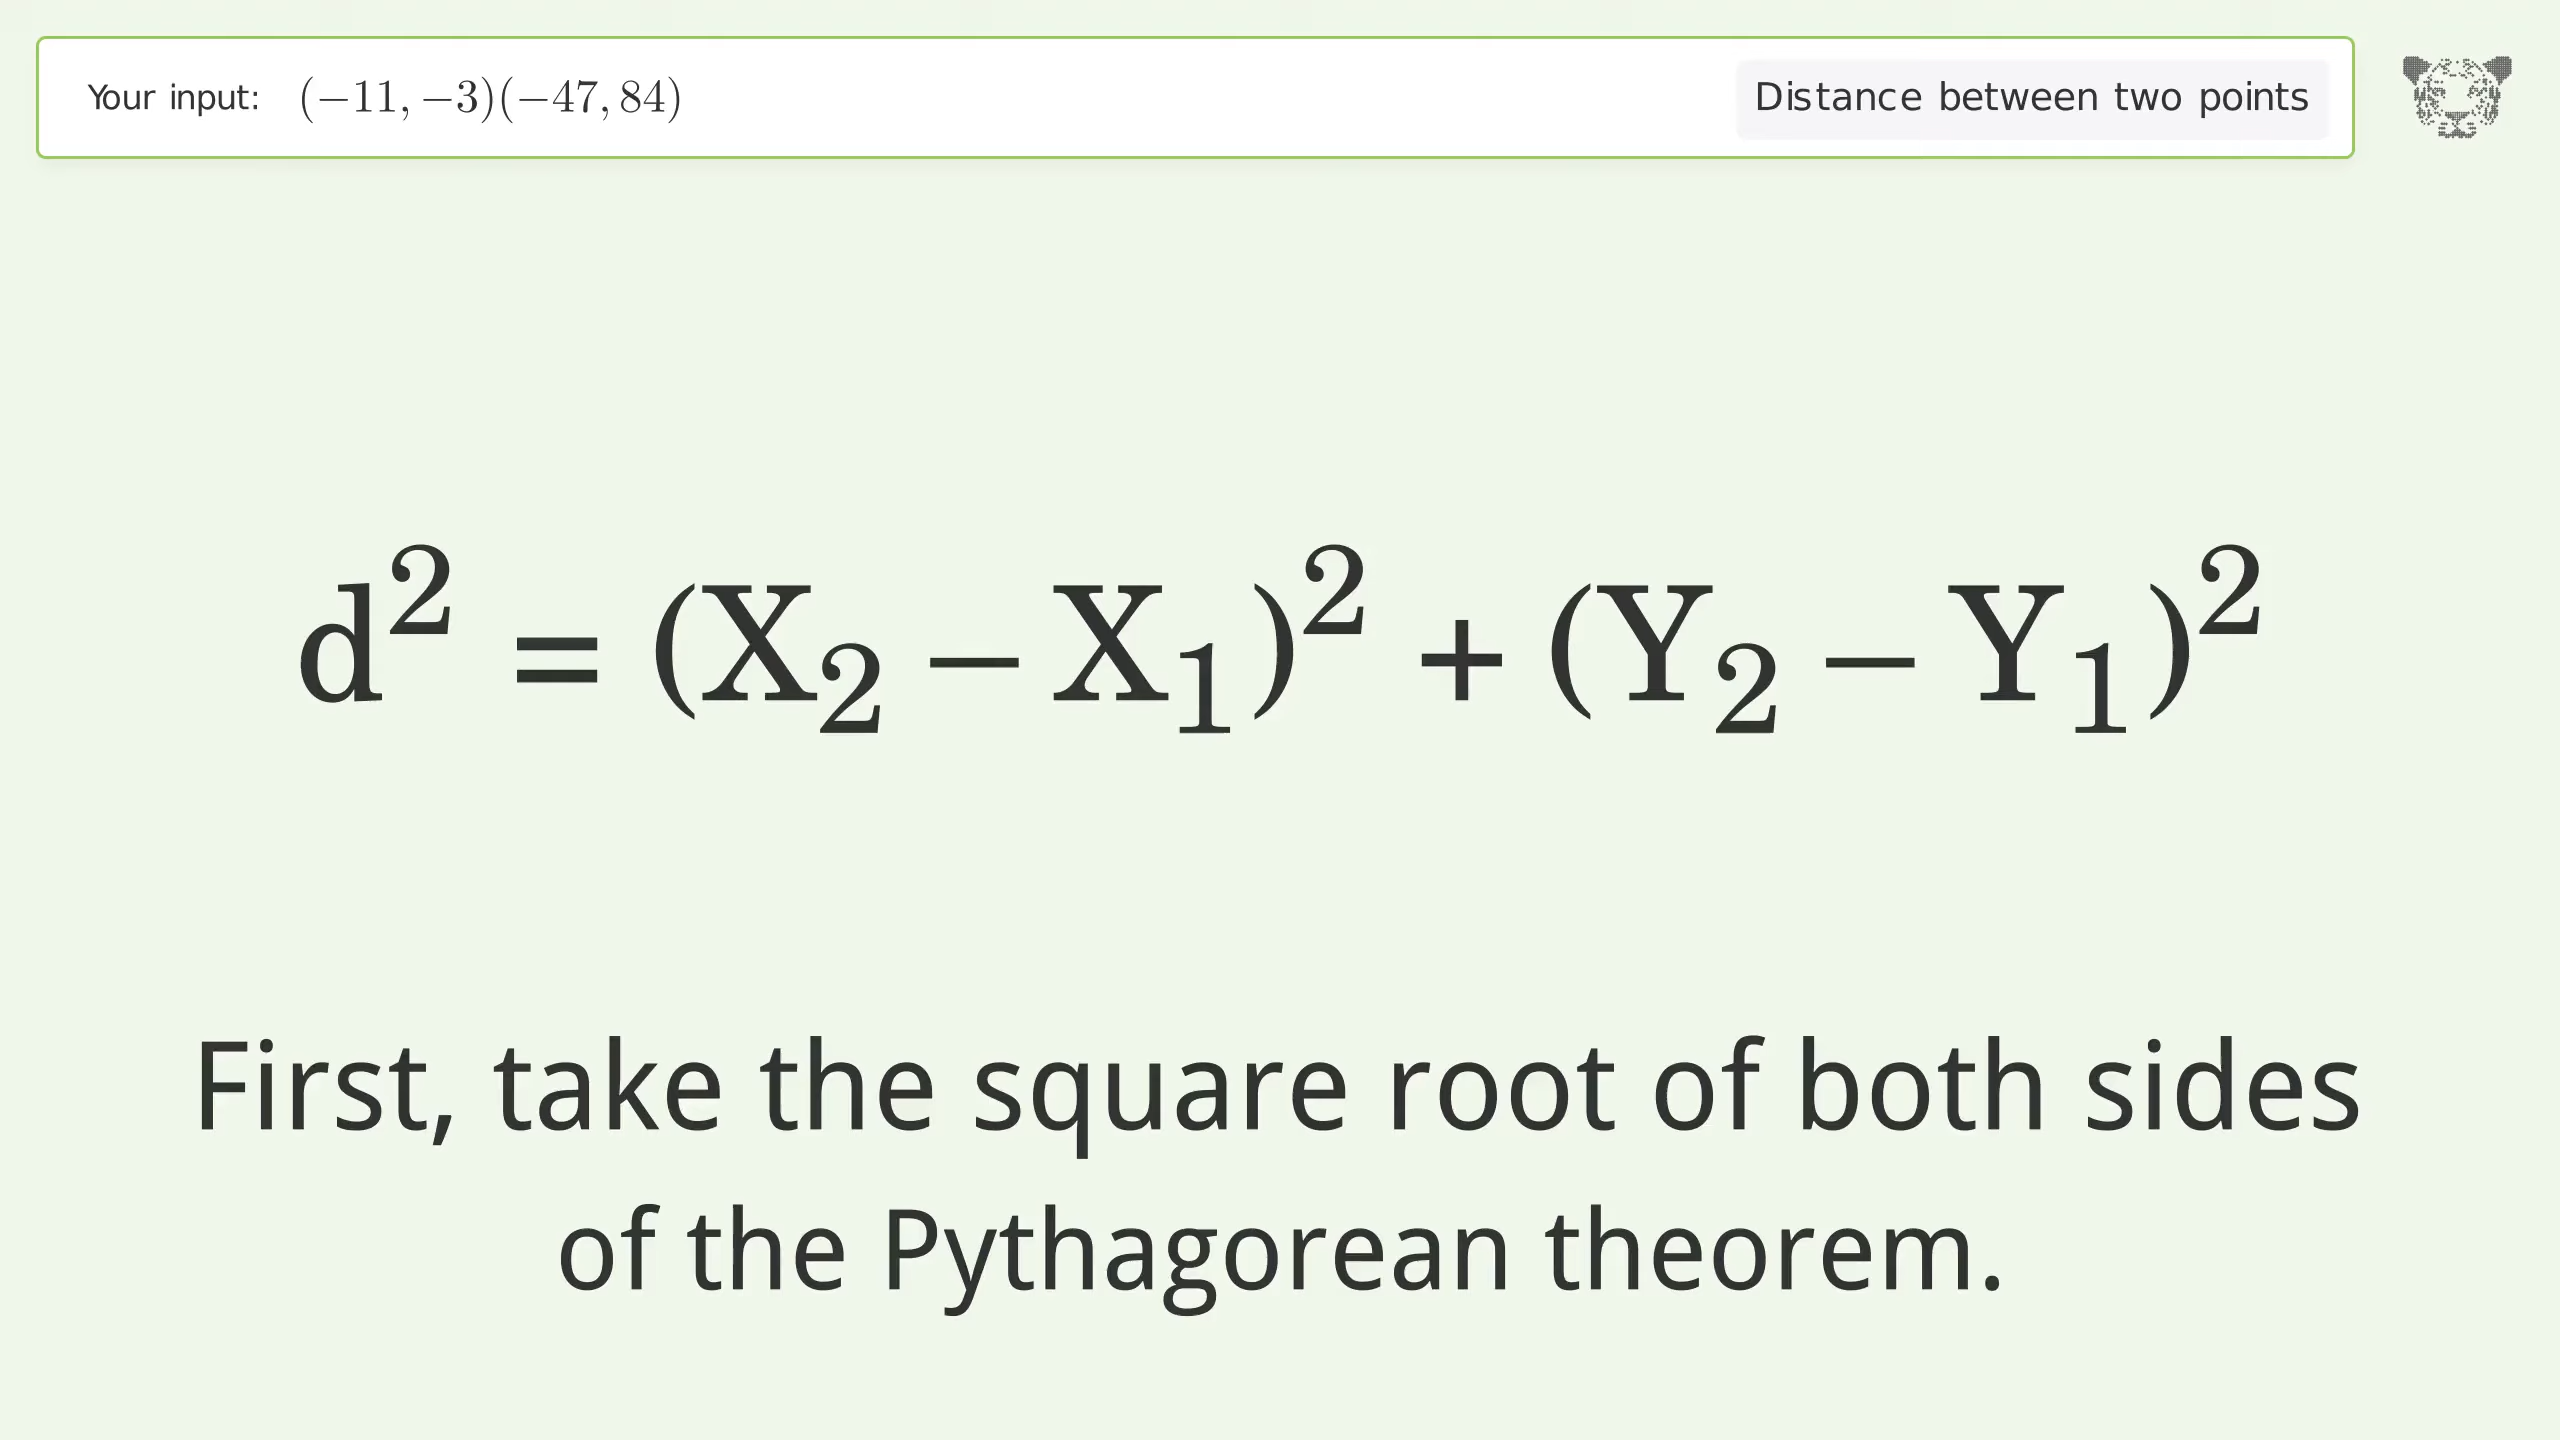 Your input: (−11, −3)(−47, 84)
Distance between two points
d² = (X₂ − X₁)² + (Y₂ − Y₁)²
First, take the square root of both sides
of the Pythagorean theorem.